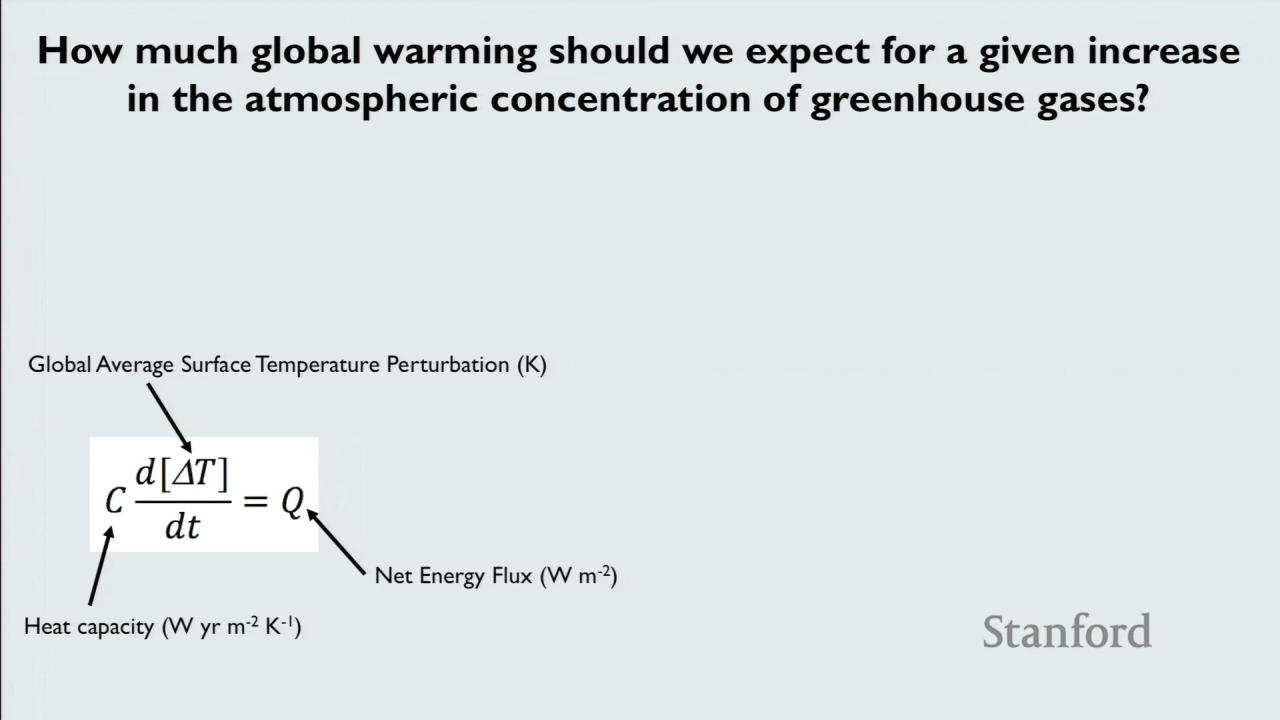 How much global warming should we expect for a given increase
in the atmospheric concentration of greenhouse gases?
Global Average Surface Temperature Perturbation (K)
C d[ΔT]/dt = Q
Net Energy Flux (W m⁻²)
Heat capacity (W yr m⁻² K⁻¹)
Stanford